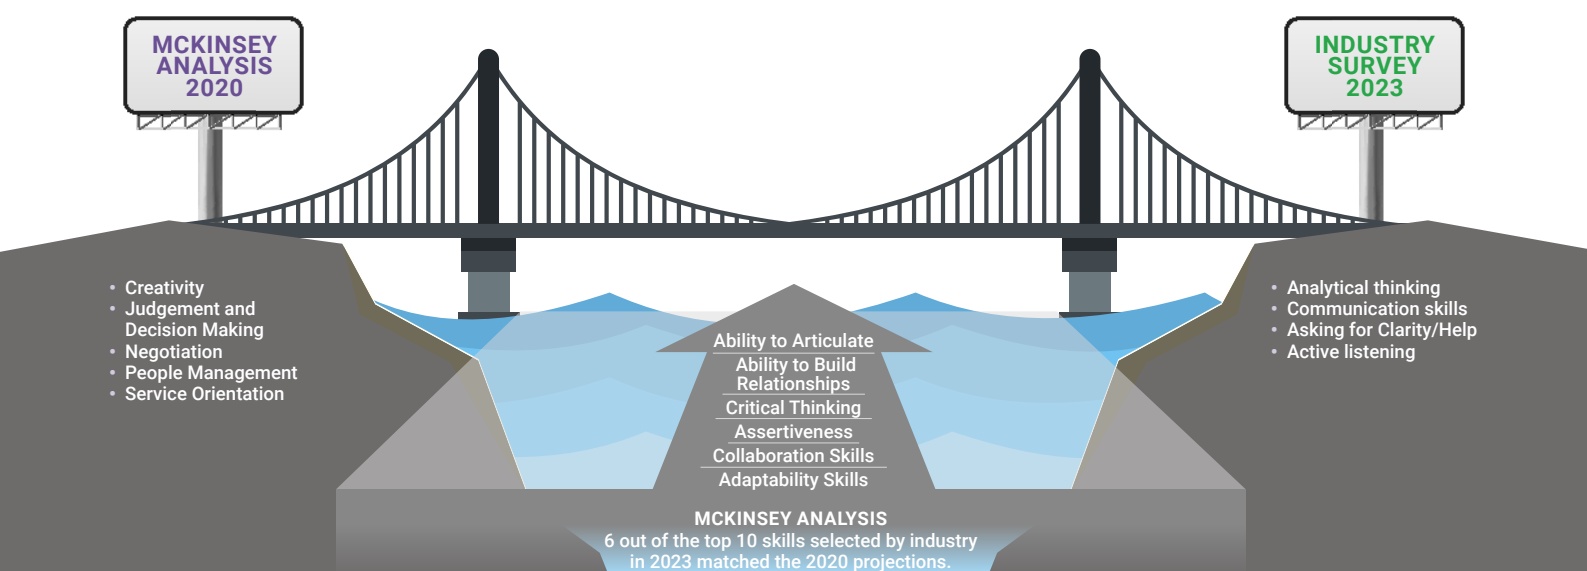 MCKINSEY
ANALYSIS
2020
INDUSTRY
SURVEY
2023
• Creativity
• Judgement and
Decision Making
• Negotiation
• People Management
• Service Orientation
Ability to Articulate
Ability to Build
Relationships
Critical Thinking
Assertiveness
Collaboration Skills
Adaptability Skills
• Analytical thinking
• Communication skills
• Asking for Clarity/Help
• Active listening
MCKINSEY ANALYSIS
6 out of the top 10 skills selected by industry
in 2023 matched the 2020 projections.